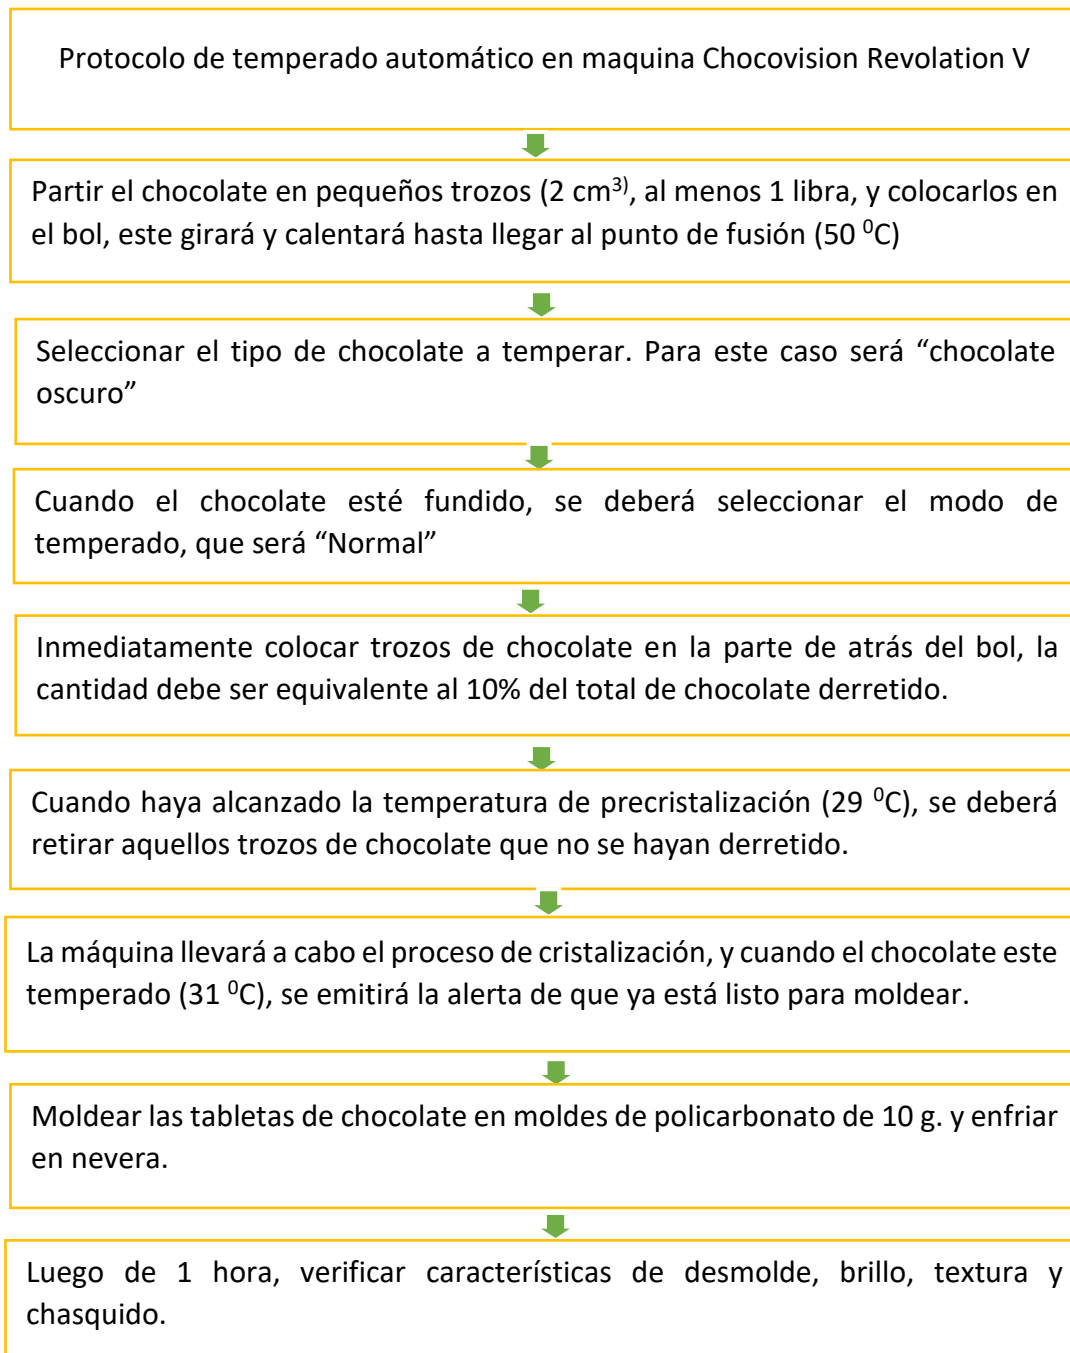 Protocolo de temperado automático en maquina Chocovision Revolation V
Partir el chocolate en pequeños trozos (2 cm³⁾, al menos 1 libra, y colocarlos en
el bol, este girará y calentará hasta llegar al punto de fusión (50 ⁰C)
Seleccionar el tipo de chocolate a temperar. Para este caso será “chocolate
oscuro”
Cuando el chocolate esté fundido, se deberá seleccionar el modo de
temperado, que será “Normal”
Inmediatamente colocar trozos de chocolate en la parte de atrás del bol, la
cantidad debe ser equivalente al 10% del total de chocolate derretido.
Cuando haya alcanzado la temperatura de precristalización (29 ⁰C), se deberá
retirar aquellos trozos de chocolate que no se hayan derretido.
La máquina llevará a cabo el proceso de cristalización, y cuando el chocolate este
temperado (31 ⁰C), se emitirá la alerta de que ya está listo para moldear.
Moldear las tabletas de chocolate en moldes de policarbonato de 10 g. y enfriar
en nevera.
Luego de 1 hora, verificar características de desmolde, brillo, textura y
chasquido.